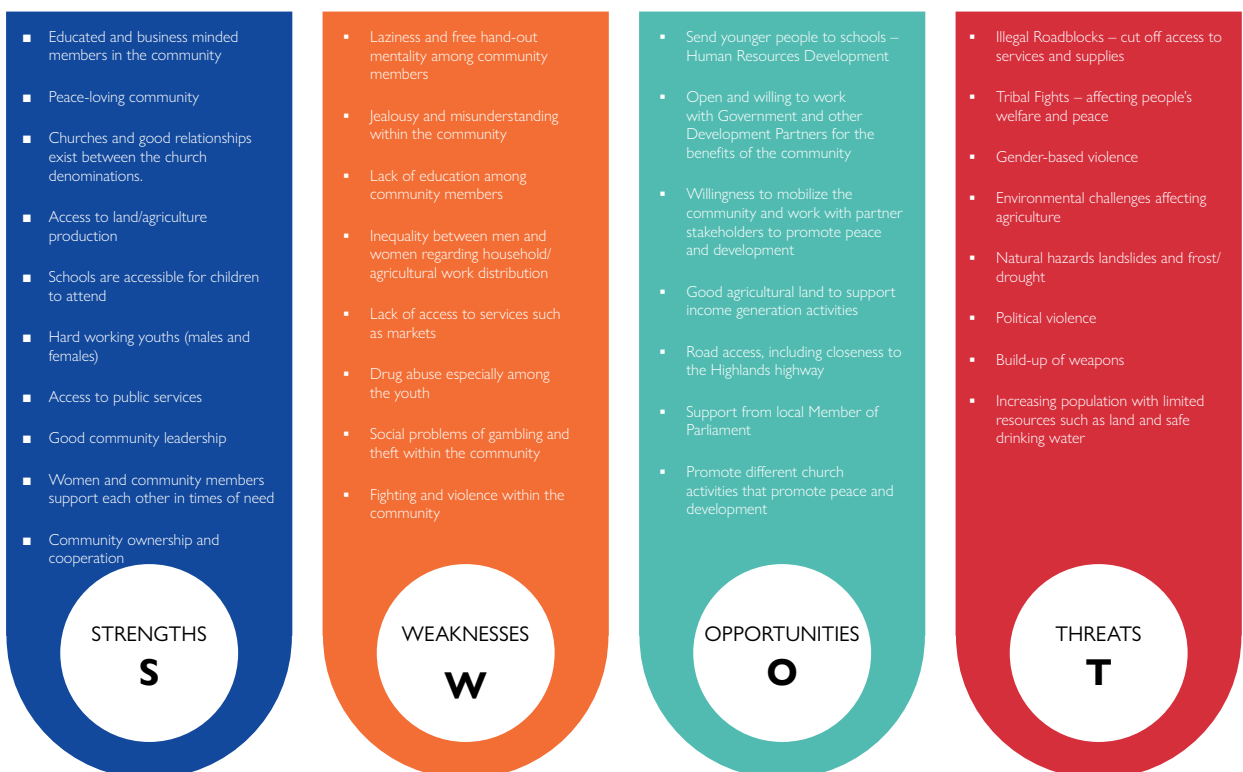 ■ Educated and business minded
members in the community
■ Peace-loving community
■ Churches and good relationships
exist between the church
denominations.
■ Access to land/agriculture
production
■ Schools are accessible for children
to attend
■ Hard working youths (males and
females)
■ Access to public services
■ Good community leadership
■ Women and community members
support each other in times of need
■ Community ownership and
cooperation
STRENGTHS
S
▪ Laziness and free hand-out
mentality among community
members
▪ Jealousy and misunderstanding
within the community
▪ Lack of education among
community members
▪ Inequality between men and
women regarding household/
agricultural work distribution
▪ Lack of access to services such
as markets
▪ Drug abuse especially among
the youth
▪ Social problems of gambling and
theft within the community
▪ Fighting and violence within the
community
WEAKNESSES
W
▪ Send younger people to schools –
Human Resources Development
▪ Open and willing to work
with Government and other
Development Partners for the
benefits of the community
▪ Willingness to mobilize the
community and work with partner
stakeholders to promote peace
and development
▪ Good agricultural land to support
income generation activities
▪ Road access, including closeness to
the Highlands highway
▪ Support from local Member of
Parliament
▪ Promote different church
activities that promote peace and
development
OPPORTUNITIES
O
▪ Illegal Roadblocks – cut off access to
services and supplies
▪ Tribal Fights – affecting people's
welfare and peace
▪ Gender-based violence
▪ Environmental challenges affecting
agriculture
▪ Natural hazards landslides and frost/
drought
▪ Political violence
▪ Build-up of weapons
▪ Increasing population with limited
resources such as land and safe
drinking water
THREATS
T